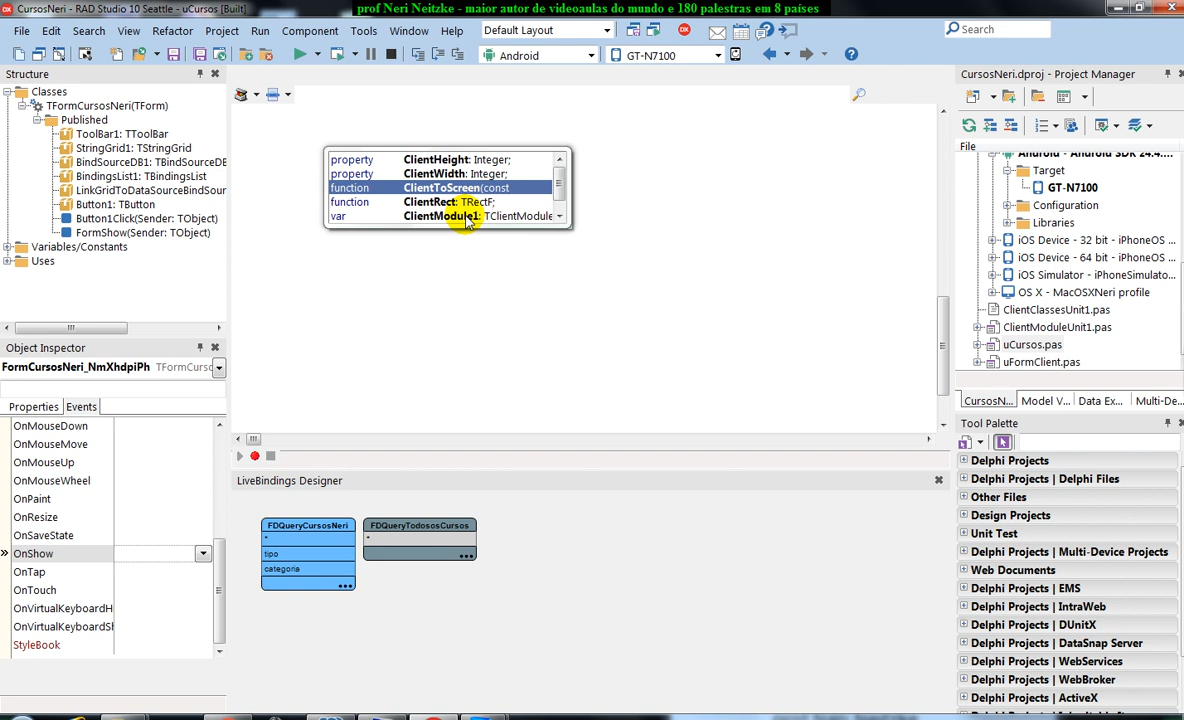 CursosNeri - RAD Studio 10 Seattle - uCursos [Built]
prof Neri Neitzke - maior autor de videoaulas do mundo e 180 palestras em 8 países
File Edit Search View Refactor Project Run Component Tools Window Help
Default Layout
Search
Android
GT-N7100
Structure
Classes
TFormCursosNeri(TForm)
Published
ToolBar1: TToolBar
StringGrid1: TStringGrid
BindSourceDB1: TBindSourceDB
BindingsList1: TBindingsList
LinkGridToDataSourceBindSour
Button1: TButton
Button1Click(Sender: TObject)
FormShow(Sender: TObject)
Variables/Constants
Uses
Object Inspector
FormCursosNeri_NmXhdpiPh TFormCurso
Properties Events
OnMouseDown
OnMouseMove
OnMouseUp
OnMouseWheel
OnPaint
OnResize
OnSaveState
OnShow
OnTap
OnTouch
OnVirtualKeyboardH
OnVirtualKeyboardSh
StyleBook
property ClientHeight: Integer;
property ClientWidth: Integer;
function ClientToScreen(const
function ClientRect: TRectF;
var ClientModule1: TClientModule
LiveBindings Designer
FDQueryCursosNeri
*
tipo
categoria
FDQueryTodososCursos
*
CursosNeri.dproj - Project Manager
File
Android - Android SDK 24.4....
Target
GT-N7100
Configuration
Libraries
iOS Device - 32 bit - iPhoneOS ...
iOS Device - 64 bit - iPhoneOS ...
iOS Simulator - iPhoneSimulato...
OS X - MacOSXNeri profile
ClientClassesUnit1.pas
ClientModuleUnit1.pas
uCursos.pas
uFormClient.pas
CursosN... Model V... Data Ex... Multi-De...
Tool Palette
Delphi Projects
Delphi Projects | Delphi Files
Other Files
Design Projects
Unit Test
Delphi Projects | Multi-Device Projects
Web Documents
Delphi Projects | EMS
Delphi Projects | IntraWeb
Delphi Projects | DUnitX
Delphi Projects | DataSnap Server
Delphi Projects | WebServices
Delphi Projects | WebBroker
Delphi Projects | ActiveX